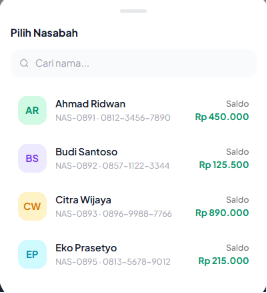 Pilih Nasabah
Cari nama...
AR
Ahmad Ridwan
Saldo
NAS-0891 · 0812-3456-7890
Rp 450.000
BS
Budi Santoso
Saldo
NAS-0892 · 0857-1122-3344
Rp 125.500
CW
Citra Wijaya
Saldo
NAS-0893 · 0896-9988-7766
Rp 890.000
EP
Eko Prasetyo
Saldo
NAS-0895 · 0813-5678-9012
Rp 215.000